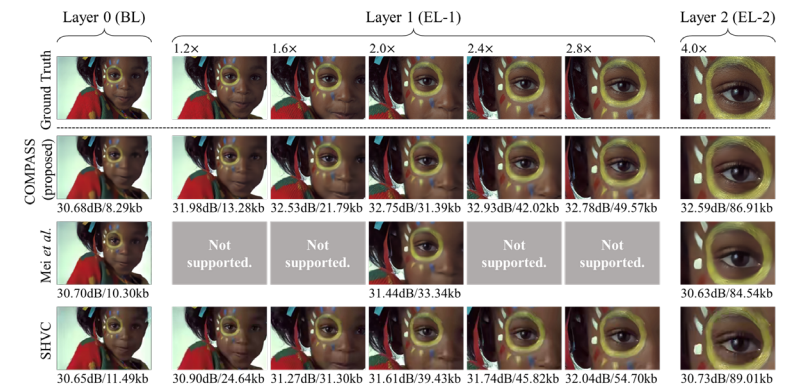 Layer 0 (BL) Layer 1 (EL-1) Layer 2 (EL-2)
1.2× 1.6× 2.0× 2.4× 2.8× 4.0×
Ground Truth
COMPASS
(proposed)
30.68dB/8.29kb 31.98dB/13.28kb 32.53dB/21.79kb 32.75dB/31.39kb 32.93dB/42.02kb 32.78dB/49.57kb 32.59dB/86.91kb
Mei et al.
Not Not Not Not
supported. supported. supported. supported.
30.70dB/10.30kb 31.44dB/33.34kb 30.63dB/84.54kb
SHVC
30.65dB/11.49kb 30.90dB/24.64kb 31.27dB/31.30kb 31.61dB/39.43kb 31.74dB/45.82kb 32.04dB/54.70kb 30.73dB/89.01kb